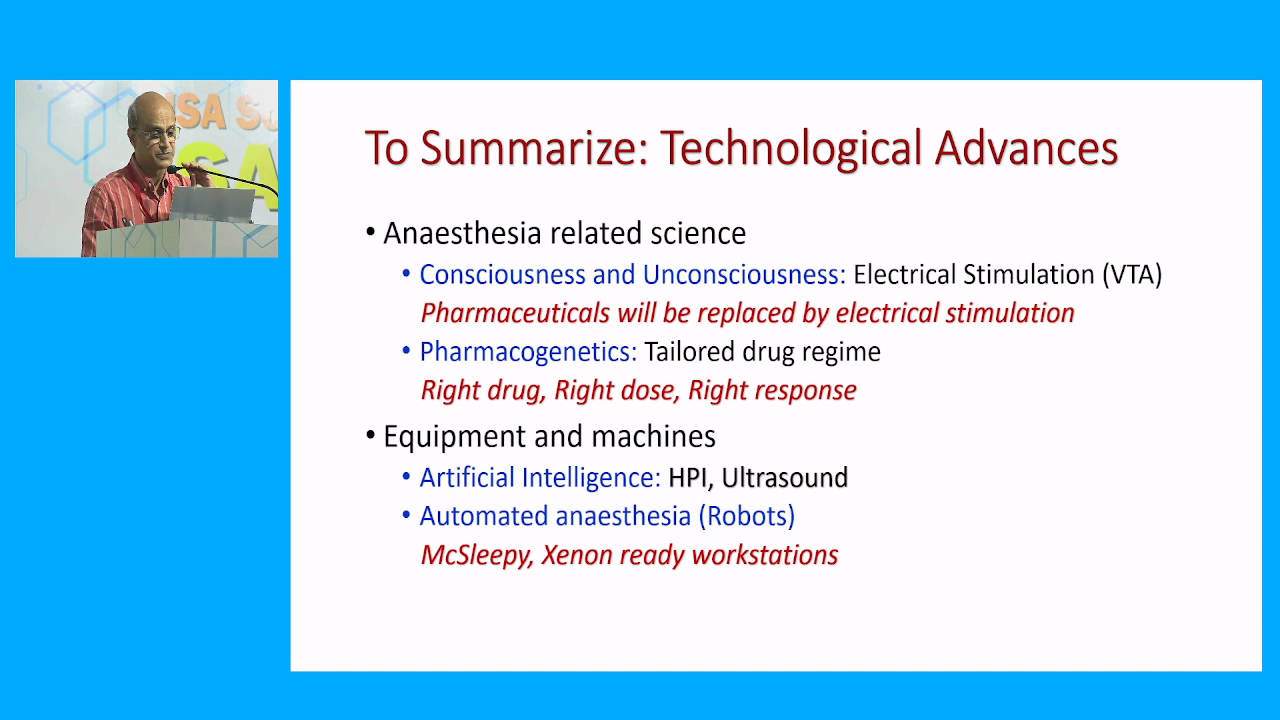 ISA S
SA
To Summarize: Technological Advances
• Anaesthesia related science
• Consciousness and Unconsciousness: Electrical Stimulation (VTA)
Pharmaceuticals will be replaced by electrical stimulation
• Pharmacogenetics: Tailored drug regime
Right drug, Right dose, Right response
• Equipment and machines
• Artificial Intelligence: HPI, Ultrasound
• Automated anaesthesia (Robots)
McSleepy, Xenon ready workstations